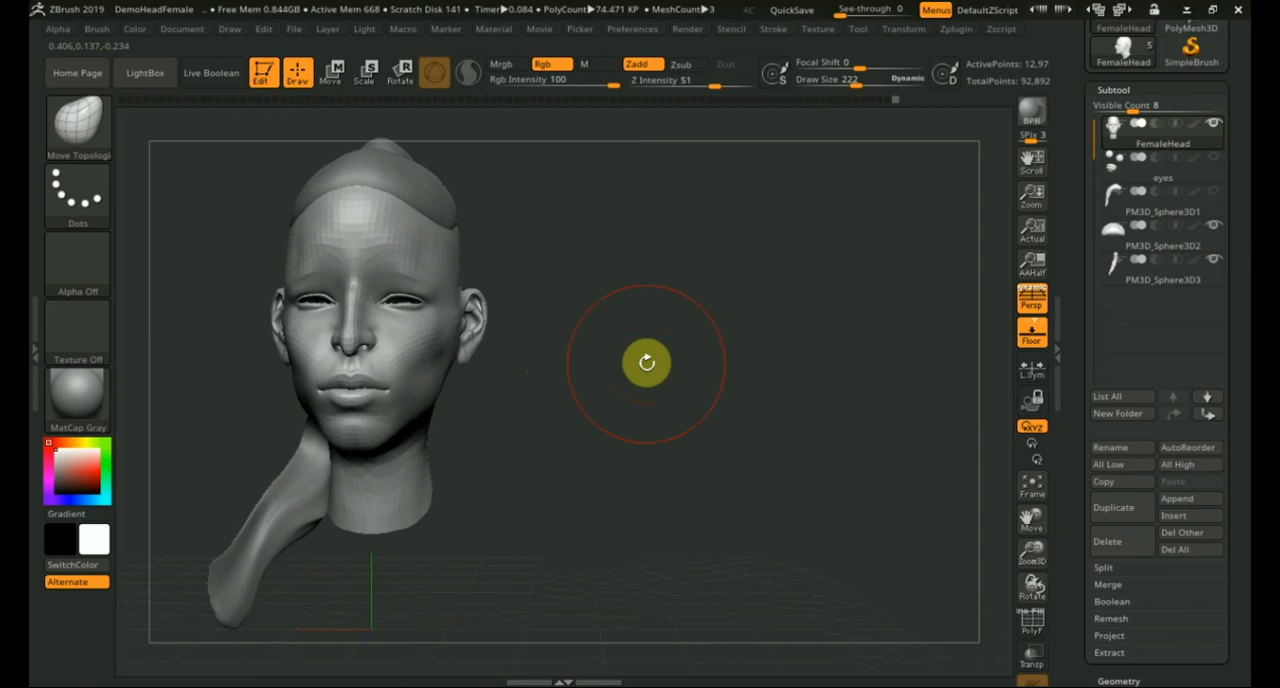 ZBrush 2019 DemoHeadFemale .. • Free Mem 0.844GB • Active Mem 668 • Scratch Disk 141 • Timer▶0.084 • PolyCount▶74.471 KP • MeshCount▶3 AC QuickSave See-through 0 Menus DefaultZScript
Alpha Brush Color Document Draw Edit File Layer Light Macro Marker Material Movie Picker Preferences Render Stencil Stroke Texture Tool Transform Zplugin Zscript
0.406,0.137,-0.234
Home Page LightBox Live Boolean Edit Draw Move Scale Rotate
Mrgb Rgb M Zadd Zsub Zcut
Rgb Intensity 100 Z Intensity 51
Focal Shift 0 ActivePoints: 12,97
Draw Size 222 Dynamic TotalPoints: 92,892
Move Topologi
Dots
Alpha Off
Texture Off
MatCap Gray
Gradient
SwitchColor
Alternate
BPR
SPix 3
Scroll
Zoom
Actual
AAHalf
Persp
Floor
L.Sym
XYZ
Frame
Move
Zoom3D
Rotate
PolyF
Transp
FemaleHead PolyMesh3D
5
FemaleHead SimpleBrush
Subtool
Visible Count 8
FemaleHead
eyes
PM3D_Sphere3D1
PM3D_Sphere3D2
PM3D_Sphere3D3
List All
New Folder
Rename AutoReorder
All Low All High
Copy Paste
Duplicate Append
Insert
Delete Del Other
Del All
Split
Merge
Boolean
Remesh
Project
Extract
Geometry